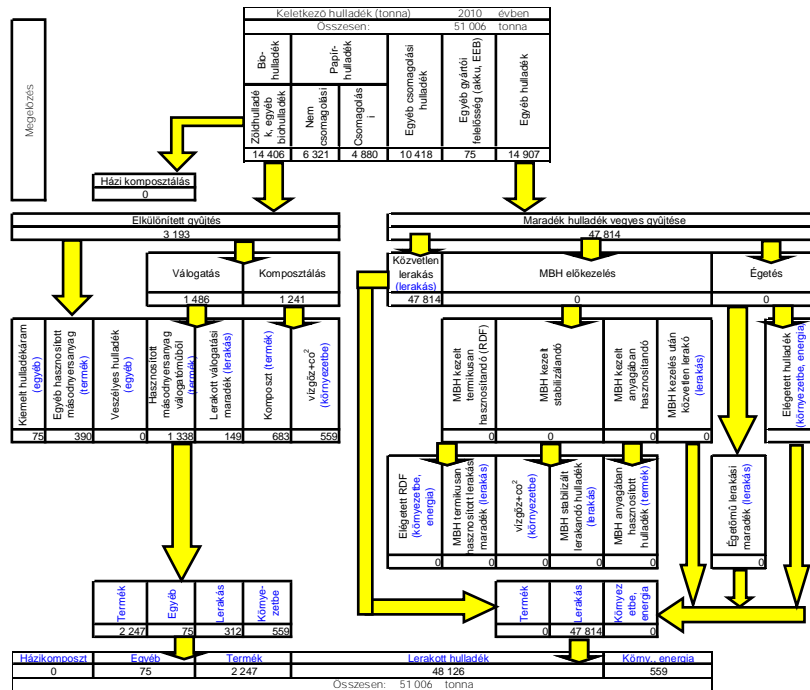 Keletkező hulladék (tonna) 2010 évben
Összesen: 51 006 tonna
Megelőzés
Bio-
hulladék
Papír-
hulladék
Zöldhulladé
k, egyéb
biohulladék
Nem
csomagolási
Csomagolás
i
Egyéb csomagolási
hulladék
Egyéb gyártói
felelősség (akku, EEB)
Egyéb hulladék
14 406 6 321 4 880 10 418 75 14 907
Házi komposztálás
0
Elkülönített gyűjtés
3 193
Maradék hulladék vegyes gyűjtése
47 814
Válogatás Komposztálás
1 486 1 241
Közvetlen
lerakás
(lerakás)
MBH előkezelés
Égetés
47 814 0 0
Kiemelt hulladékáram
(egyéb)
Egyéb hasznosított
másodnyersanyag
(termék)
Veszélyes hulladék
(egyéb)
Hasznosított
másodnyersanyag
válogatóműből
(termék)
Lerakott válogatási
maradék (lerakás)
Komposzt (termék)
vízgőz+co²
(környezetbe)
75 390 0 1 338 149 683 559
MBH kezelt
termikusan
hasznosítandó (RDF)
MBH kezelt
stabilizálandó
MBH kezelt
anyagában
hasznosítandó
MBH kezelés után
közvetlen lerakó
(lerakás)
Elégetett hulladék
(környezetbe, energia)
0 0 0 0 0
Elégetett RDF
(környezetbe,
energia)
MBH termikusan
hasznosított lerakási
maradék (lerakás)
vízgőz+co²
(környezetbe)
MBH stabilizált
lerakandó hulladék
(lerakás)
MBH anyagában
hasznosított
hulladék (termék)
Égetőmű lerakási
maradék (lerakás)
0 0 0 0 0 0
Termék
Egyéb
Lerakás
Környe-
zetbe
2 247 75 312 559
Termék
Lerakás
Környez
etbe,
energia
0 47 814 0
Házikomposzt Egyéb Termék Lerakott hulladék Körny., energia
0 75 2 247 48 126 559
Összesen: 51 006 tonna